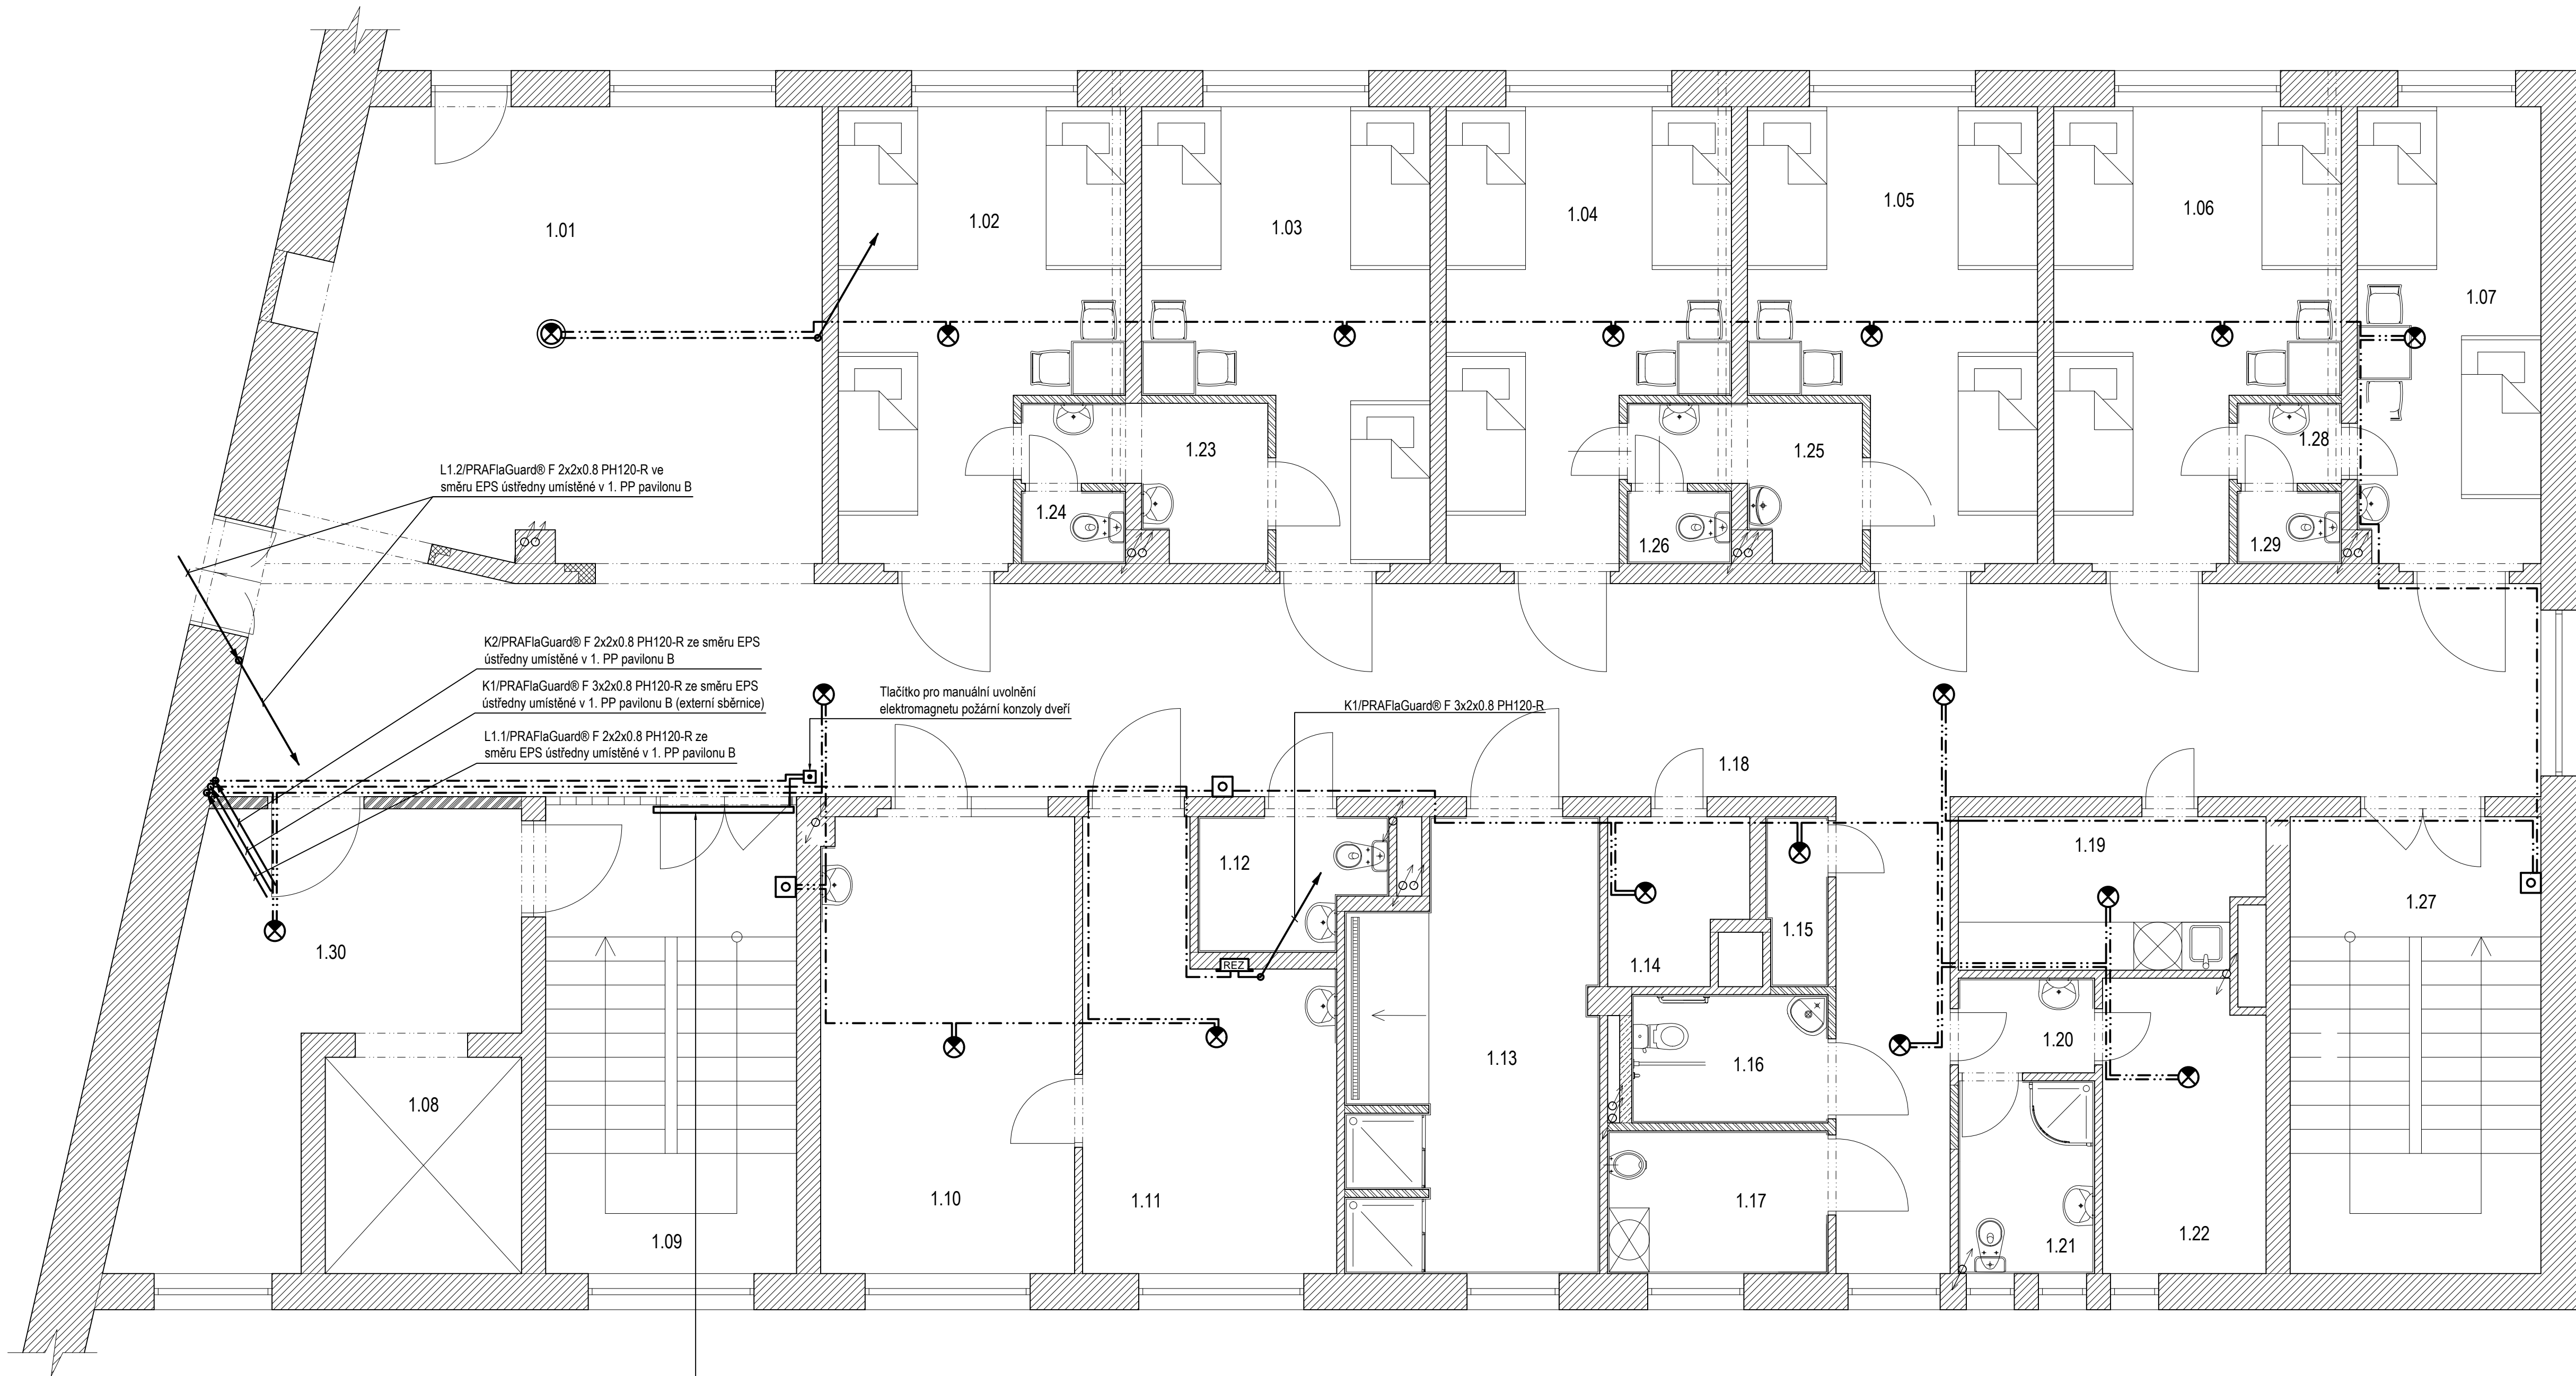 1.01
1.02
1.03
1.04
1.05
1.06
1.07
1.23
1.24
1.25
1.26
1.28
1.29
L1.2/PRAFlaGuard® F 2x2x0.8 PH120-R ve
směru EPS ústředny umístěné v 1. PP pavilonu B
K2/PRAFlaGuard® F 2x2x0.8 PH120-R ze směru EPS
ústředny umístěné v 1. PP pavilonu B
K1/PRAFlaGuard® F 3x2x0.8 PH120-R ze směru EPS
ústředny umístěné v 1. PP pavilonu B (externí sběrnice)
L1.1/PRAFlaGuard® F 2x2x0.8 PH120-R ze
směru EPS ústředny umístěné v 1. PP pavilonu B
Tlačítko pro manuální uvolnění
elektromagnetu požární konzoly dveří
K1/PRAFlaGuard® F 3x2x0.8 PH120-R
1.18
1.12
1.19
1.27
1.30
1.14
1.15
REZ
1.08
1.13
1.16
1.20
1.09
1.10
1.11
1.17
1.21
1.22